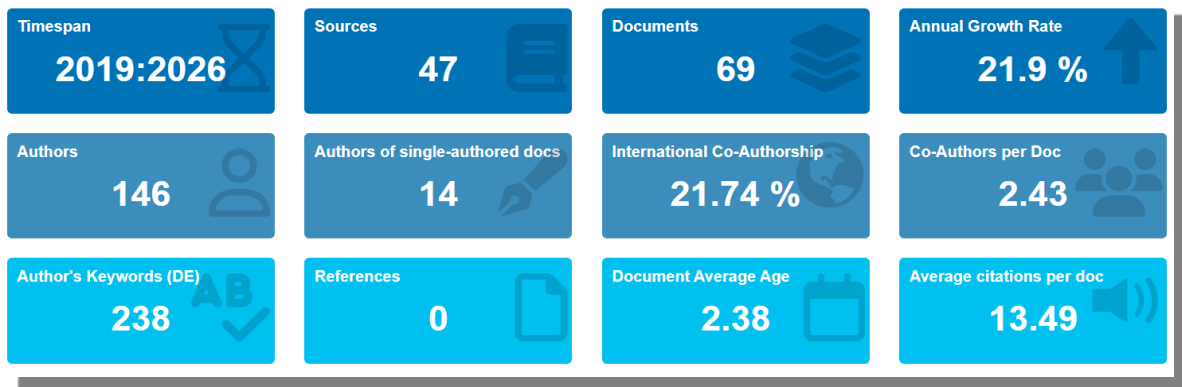 Timespan
2019:2026
Sources
47
Documents
69
Annual Growth Rate
21.9 %
Authors
146
Authors of single-authored docs
14
International Co-Authorship
21.74 %
Co-Authors per Doc
2.43
Author's Keywords (DE)
238
AB
References
0
Document Average Age
2.38
Average citations per doc
13.49